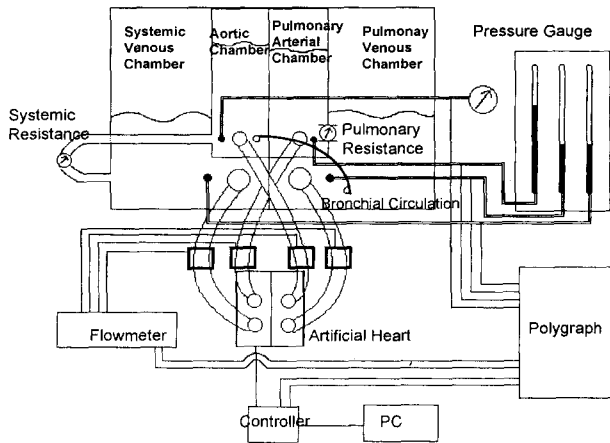 Systemic
Venous
Chamber
Aortic
Chamber
Pulmonary
Arterial
Chamber
Pulmonay
Venous
Chamber
Pressure Gauge
Systemic
Resistance
Pulmonary
Resistance
Bronchial Circulation
Flowmeter
Artificial Heart
Polygraph
Controller
PC